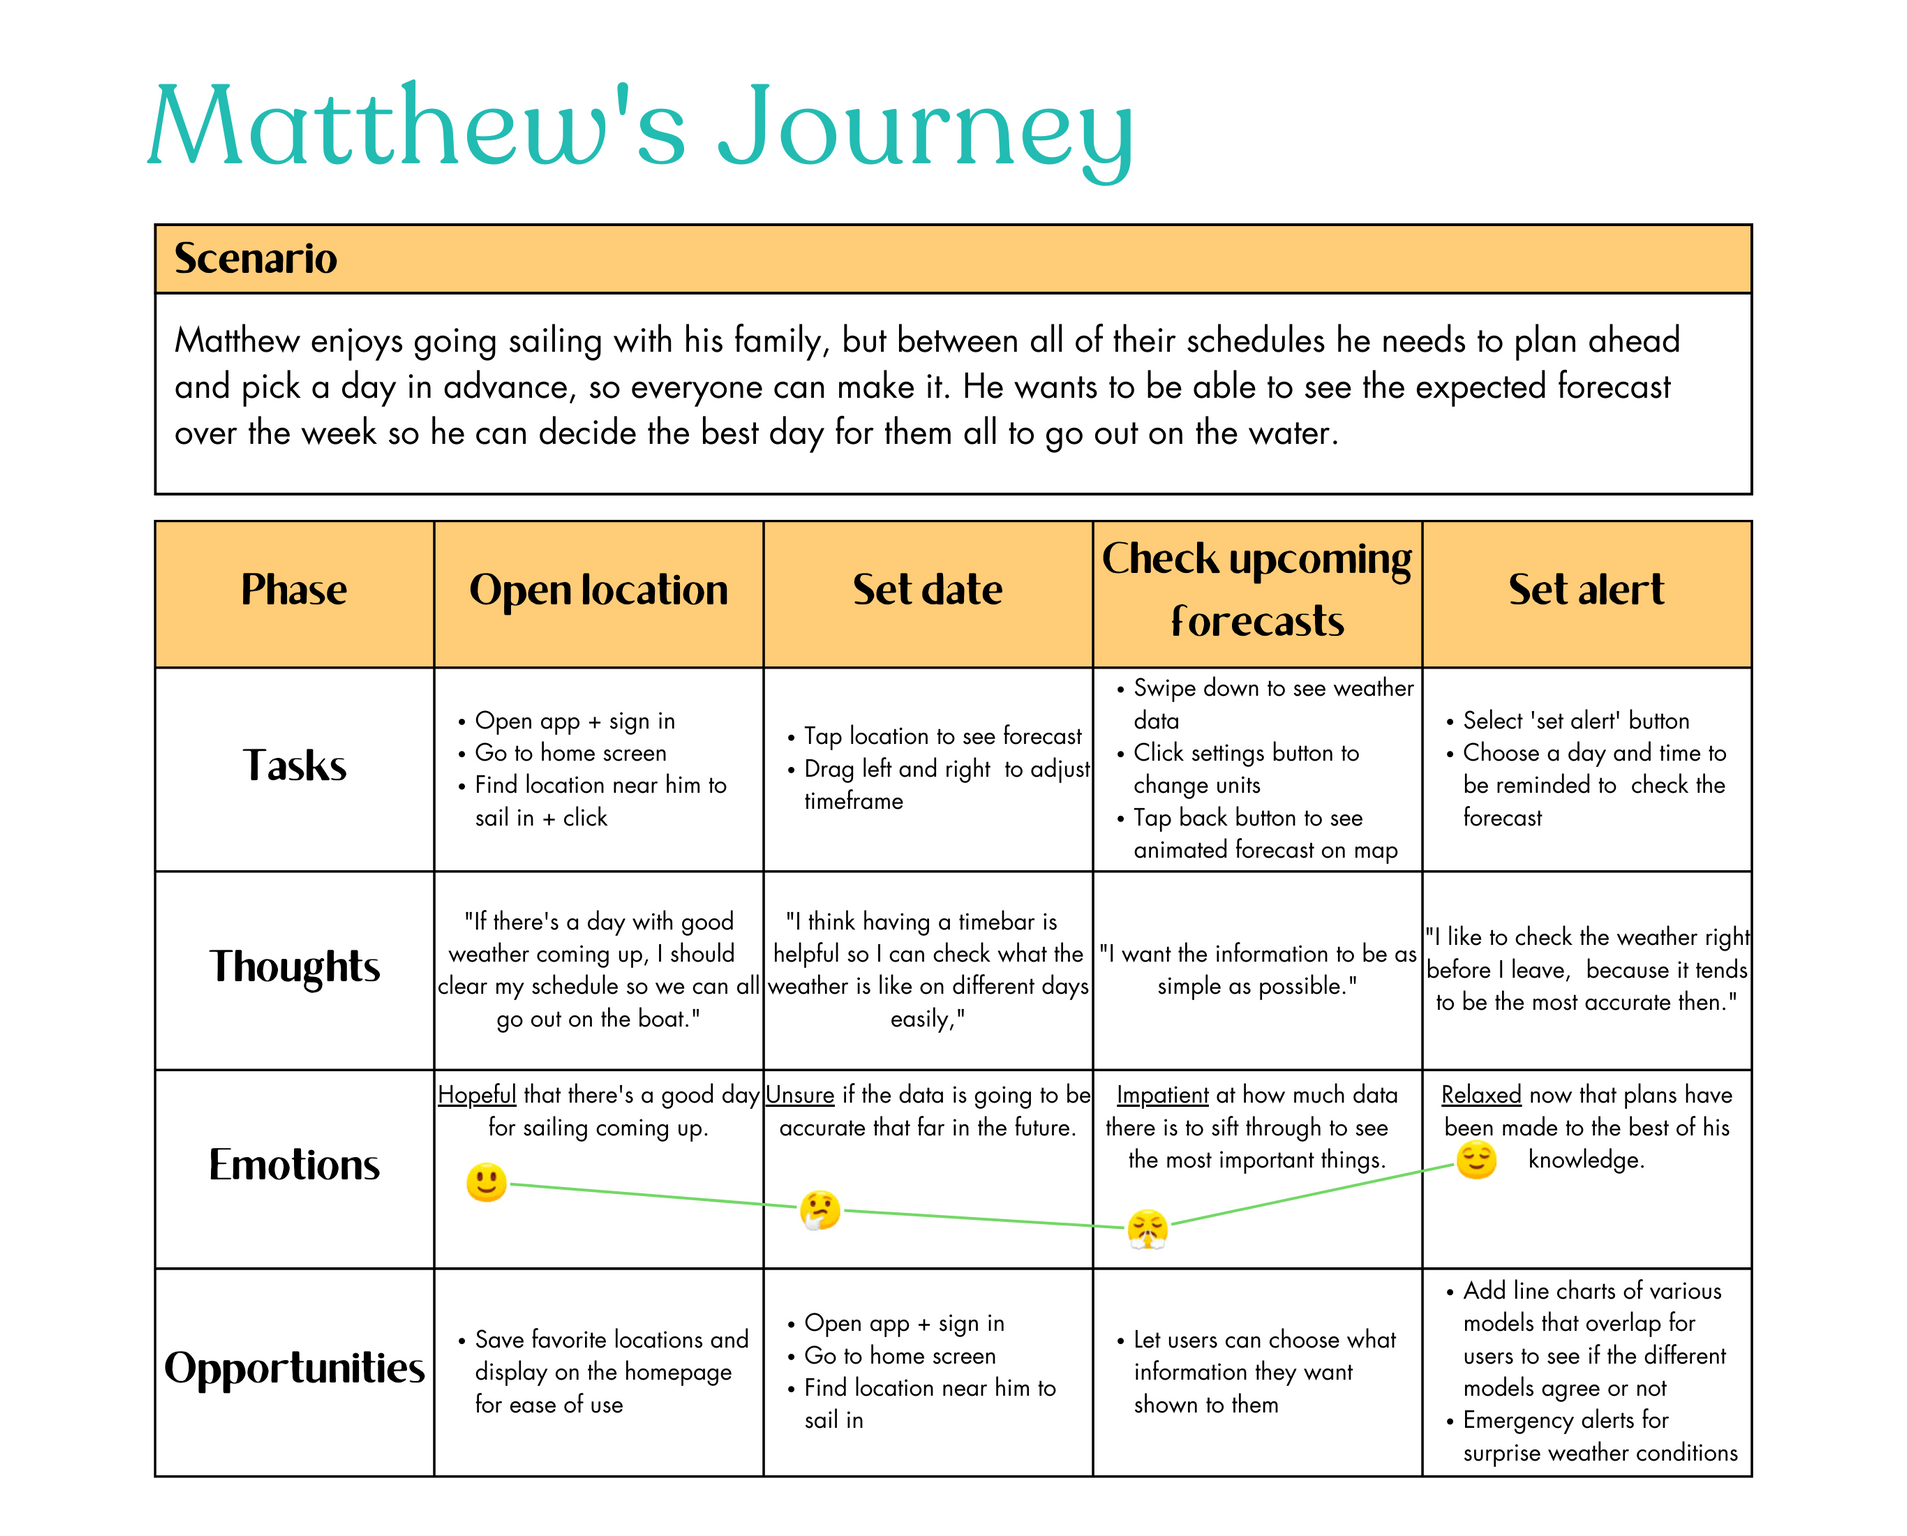 Matthew's Journey
Scenario
Matthew enjoys going sailing with his family, but between all of their schedules he needs to plan ahead
and pick a day in advance, so everyone can make it. He wants to be able to see the expected forecast
over the week so he can decide the best day for them all to go out on the water.
Phase
Open location
Set date
Check upcoming
forecasts
Set alert
Tasks
• Open app + sign in
• Go to home screen
• Find location near him to
sail in + click
• Tap location to see forecast
• Drag left and right to adjust
timeframe
• Swipe down to see weather
data
• Click settings button to
change units
• Tap back button to see
animated forecast on map
• Select 'set alert' button
• Choose a day and time to
be reminded to check the
forecast
Thoughts
"If there's a day with good
weather coming up, I should
clear my schedule so we can all
go out on the boat."
"I think having a timebar is
helpful so I can check what the
weather is like on different days
easily,"
"I want the information to be as
simple as possible."
"I like to check the weather right
before I leave, because it tends
to be the most accurate then."
Emotions
Hopeful that there's a good day
for sailing coming up.
Unsure if the data is going to be
accurate that far in the future.
Impatient at how much data
there is to sift through to see
the most important things.
Relaxed now that plans have
been made to the best of his
knowledge.
Opportunities
• Save favorite locations and
display on the homepage
for ease of use
• Open app + sign in
• Go to home screen
• Find location near him to
sail in
• Let users can choose what
information they want
shown to them
• Add line charts of various
models that overlap for
users to see if the different
models agree or not
• Emergency alerts for
surprise weather conditions